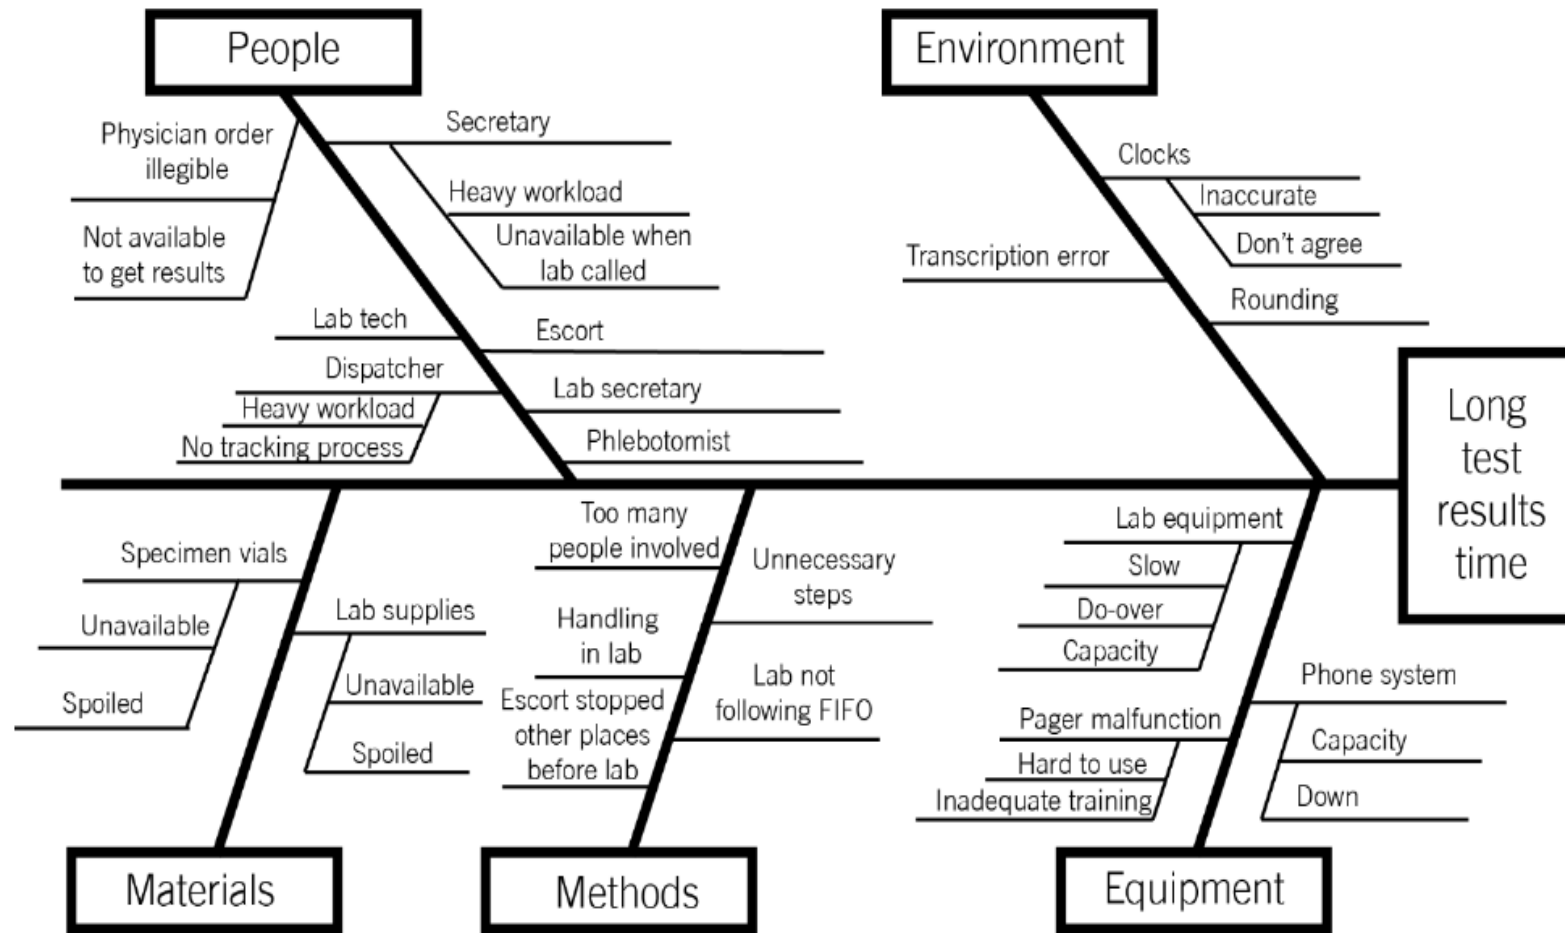 People
Environment
Physician order
illegible
Not available
to get results
Secretary
Heavy workload
Unavailable when
lab called
Lab tech
Escort
Dispatcher
Heavy workload
No tracking process
Lab secretary
Phlebotomist
Clocks
Inaccurate
Don't agree
Transcription error
Rounding
Long
test
results
time
Specimen vials
Unavailable
Spoiled
Lab supplies
Unavailable
Spoiled
Too many
people involved
Handling
in lab
Escort stopped
other places
before lab
Unnecessary
steps
Lab not
following FIFO
Lab equipment
Slow
Do-over
Capacity
Pager malfunction
Hard to use
Inadequate training
Phone system
Capacity
Down
Materials
Methods
Equipment